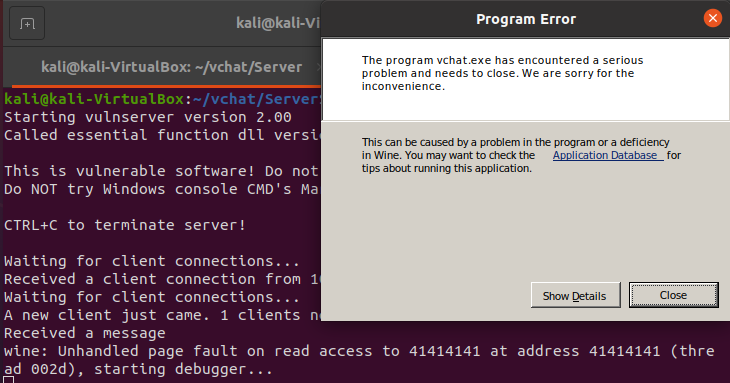 kali@kali-Vi
kali@kali-VirtualBox: ~/vchat/Server
kali@kali-VirtualBox:~/vchat/Server$
Starting vulnserver version 2.00
Called essential function dll versi
This is vulnerable software! Do not
Do NOT try Windows console CMD's Ma
CTRL+C to terminate server!
Waiting for client connections...
Received a client connection from 10
Waiting for client connections...
A new client just came. 1 clients n
Received a message
wine: Unhandled page fault on read access to 41414141 at address 41414141 (thre
ad 002d), starting debugger...
Program Error
The program vchat.exe has encountered a serious
problem and needs to close. We are sorry for the
inconvenience.
This can be caused by a problem in the program or a deficiency
in Wine. You may want to check the Application Database for
tips about running this application.
Show Details
Close